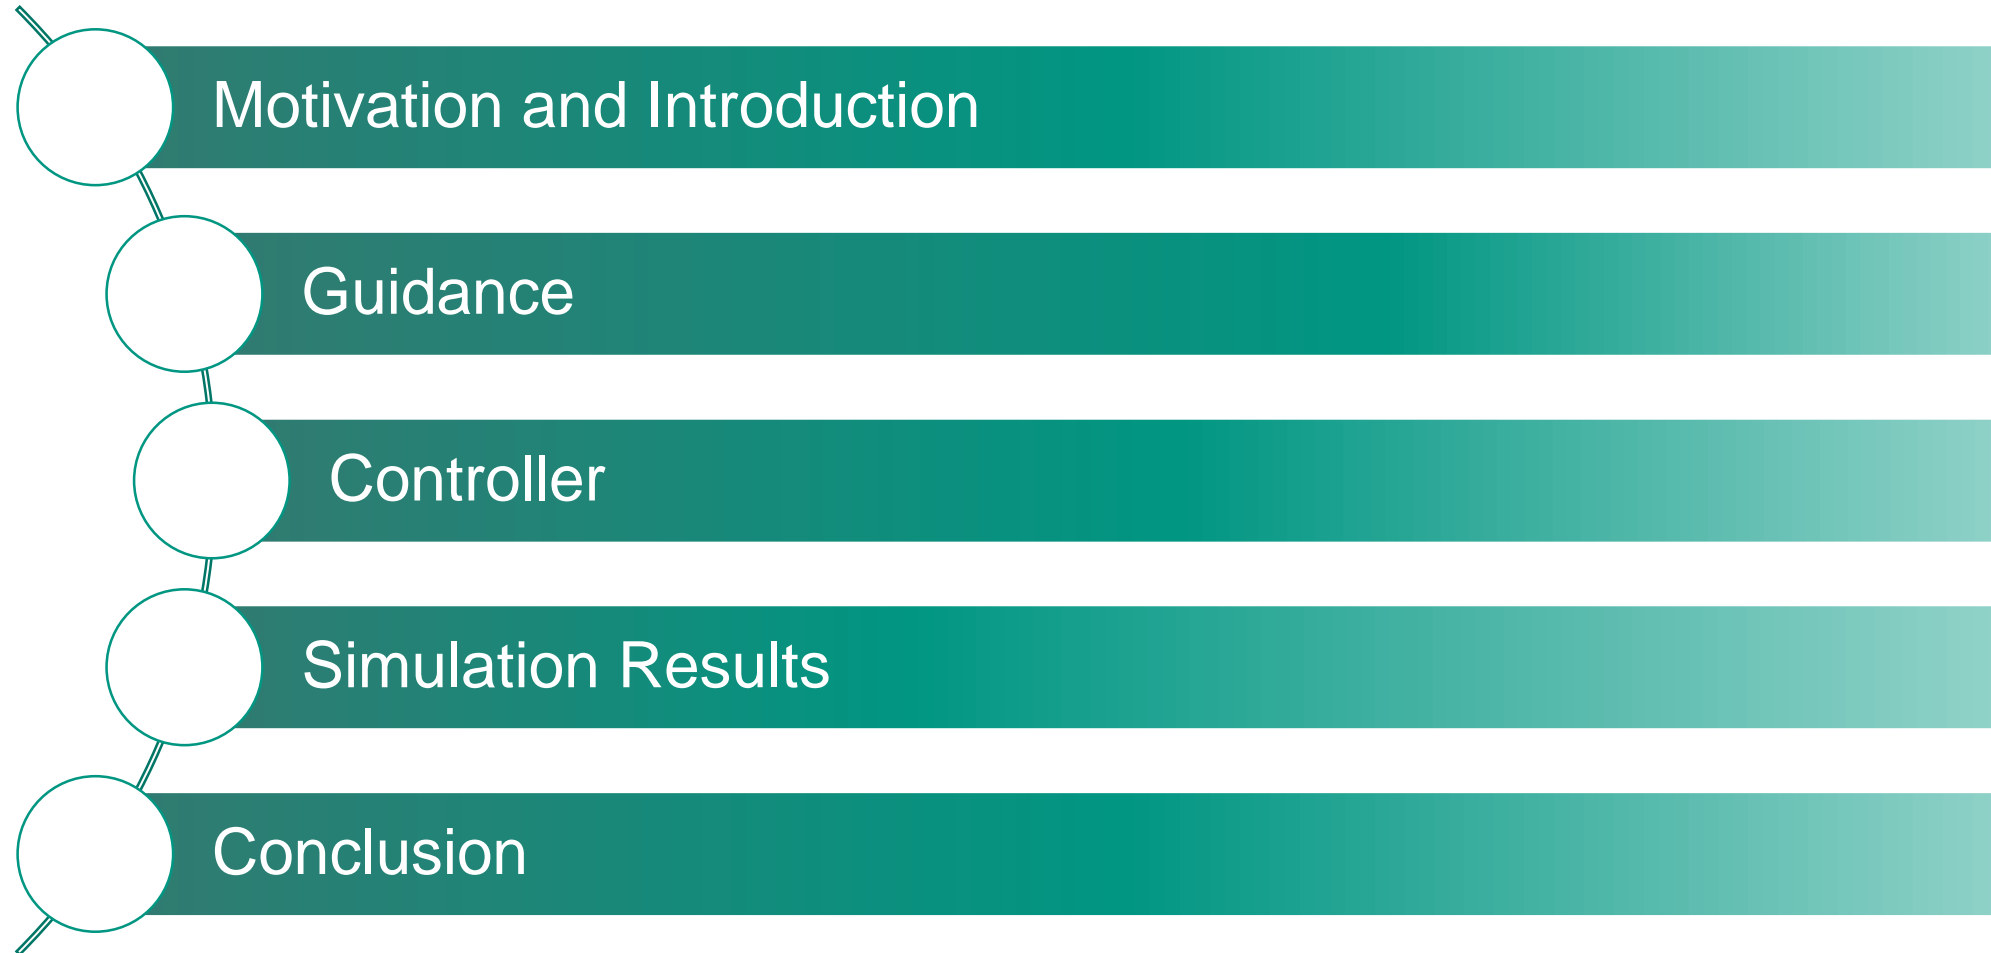 Motivation and Introduction
Guidance
Controller
Simulation Results
Conclusion